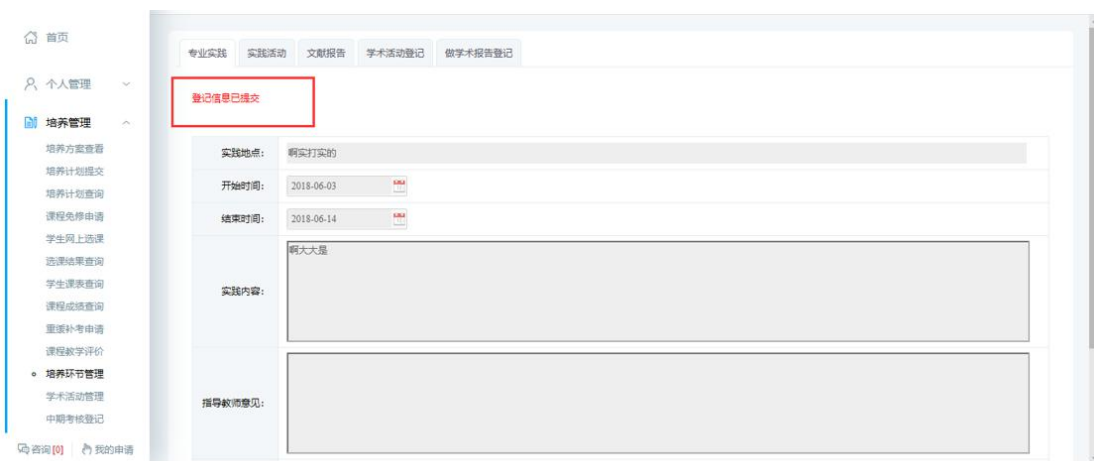 首页
个人管理
培养管理
培养方案查看
培养计划提交
培养计划查询
课程免修申请
学生网上选课
选课结果查询
学生课表查询
课程成绩查询
重修补考申请
课程教学评价
培养环节管理
学术活动管理
中期考核登记
咨询[0] 我的申请
专业实践 实践活动 文献报告 学术活动登记 做学术报告登记
登记信息已提交
实践地点: 啊实打实的
开始时间: 2018-06-03
结束时间: 2018-06-14
实践内容: 啊大大是
指导教师意见: